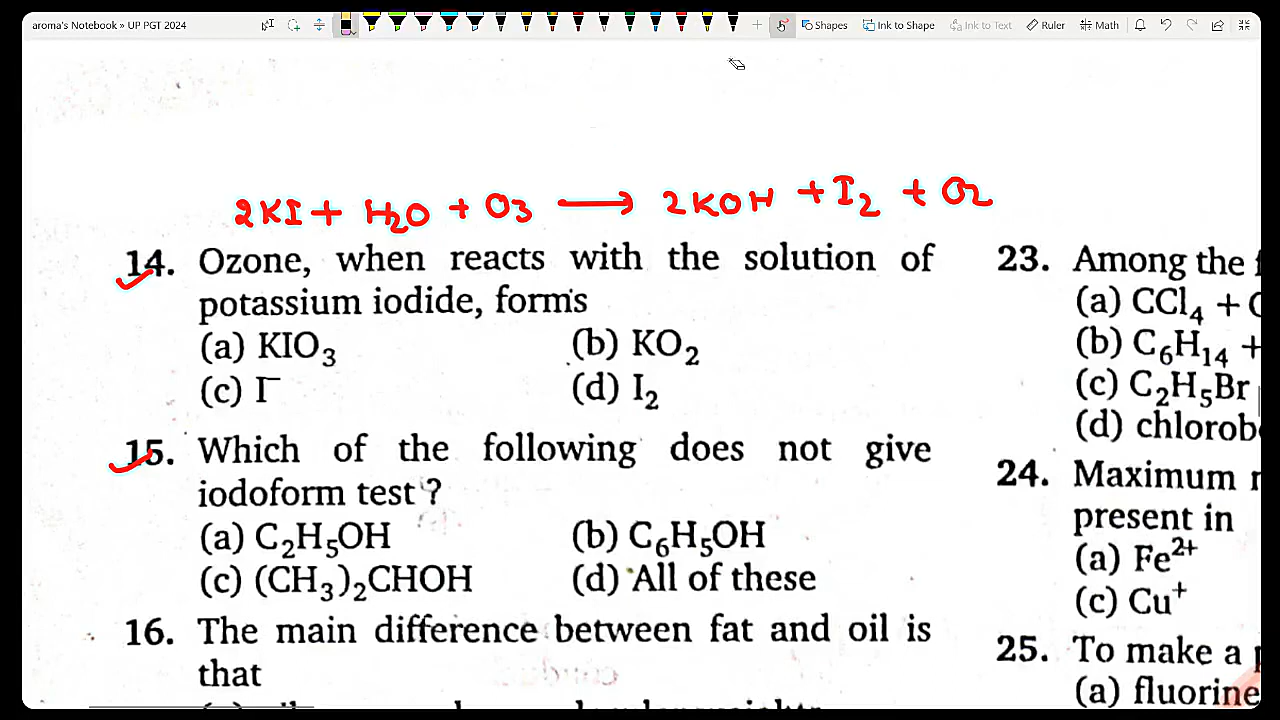 aroma's Notebook » UP PGT 2024
Shapes Ink to Shape Ink to Text Ruler Math
2KI + H₂O + O₃ ⟶ 2KOH + I₂ + O₂
14. Ozone, when reacts with the solution of
potassium iodide, forms
(a) KIO₃ (b) KO₂
(c) I⁻ (d) I₂
15. Which of the following does not give
iodoform test ?
(a) C₂H₅OH (b) C₆H₅OH
(c) (CH₃)₂CHOH (d) All of these
16. The main difference between fat and oil is
that
23. Among the
(a) CCl₄ +
(b) C₆H₁₄ +
(c) C₂H₅Br
(d) chlorob
24. Maximum
present in
(a) Fe²⁺
(c) Cu⁺
25. To make a
(a) fluorine